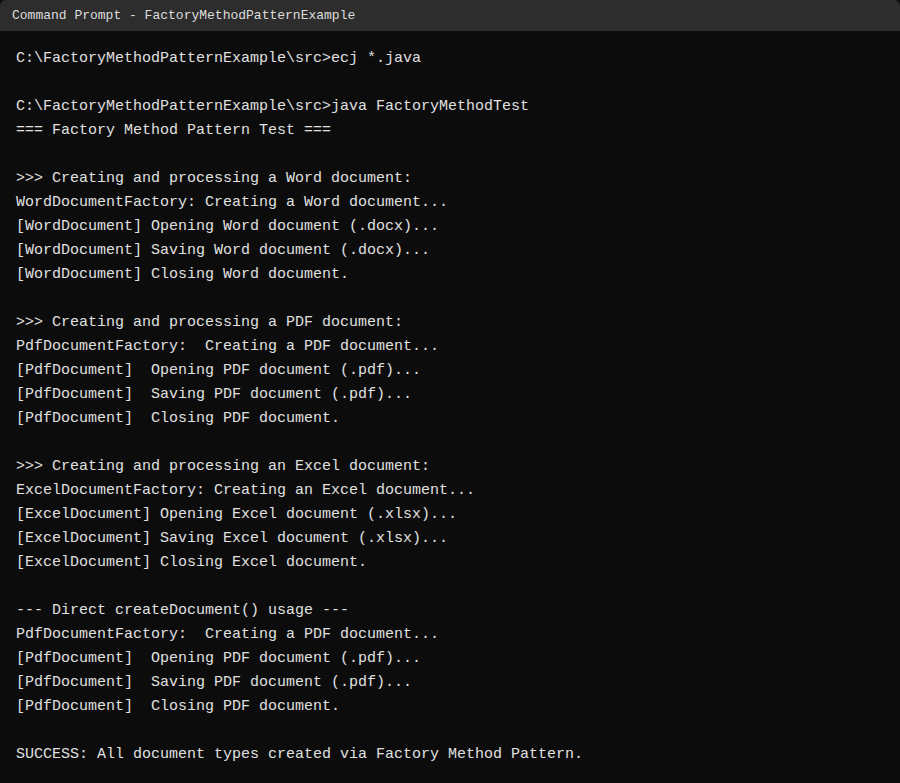 Command Prompt - FactoryMethodPatternExample
C:\FactoryMethodPatternExample\src>ecj *.java
C:\FactoryMethodPatternExample\src>java FactoryMethodTest
=== Factory Method Pattern Test ===
>>> Creating and processing a Word document:
WordDocumentFactory: Creating a Word document...
[WordDocument] Opening Word document (.docx)...
[WordDocument] Saving Word document (.docx)...
[WordDocument] Closing Word document.
>>> Creating and processing a PDF document:
PdfDocumentFactory:  Creating a PDF document...
[PdfDocument]  Opening PDF document (.pdf)...
[PdfDocument]  Saving PDF document (.pdf)...
[PdfDocument]  Closing PDF document.
>>> Creating and processing an Excel document:
ExcelDocumentFactory: Creating an Excel document...
[ExcelDocument] Opening Excel document (.xlsx)...
[ExcelDocument] Saving Excel document (.xlsx)...
[ExcelDocument] Closing Excel document.
--- Direct createDocument() usage ---
PdfDocumentFactory:  Creating a PDF document...
[PdfDocument]  Opening PDF document (.pdf)...
[PdfDocument]  Saving PDF document (.pdf)...
[PdfDocument]  Closing PDF document.
SUCCESS: All document types created via Factory Method Pattern.